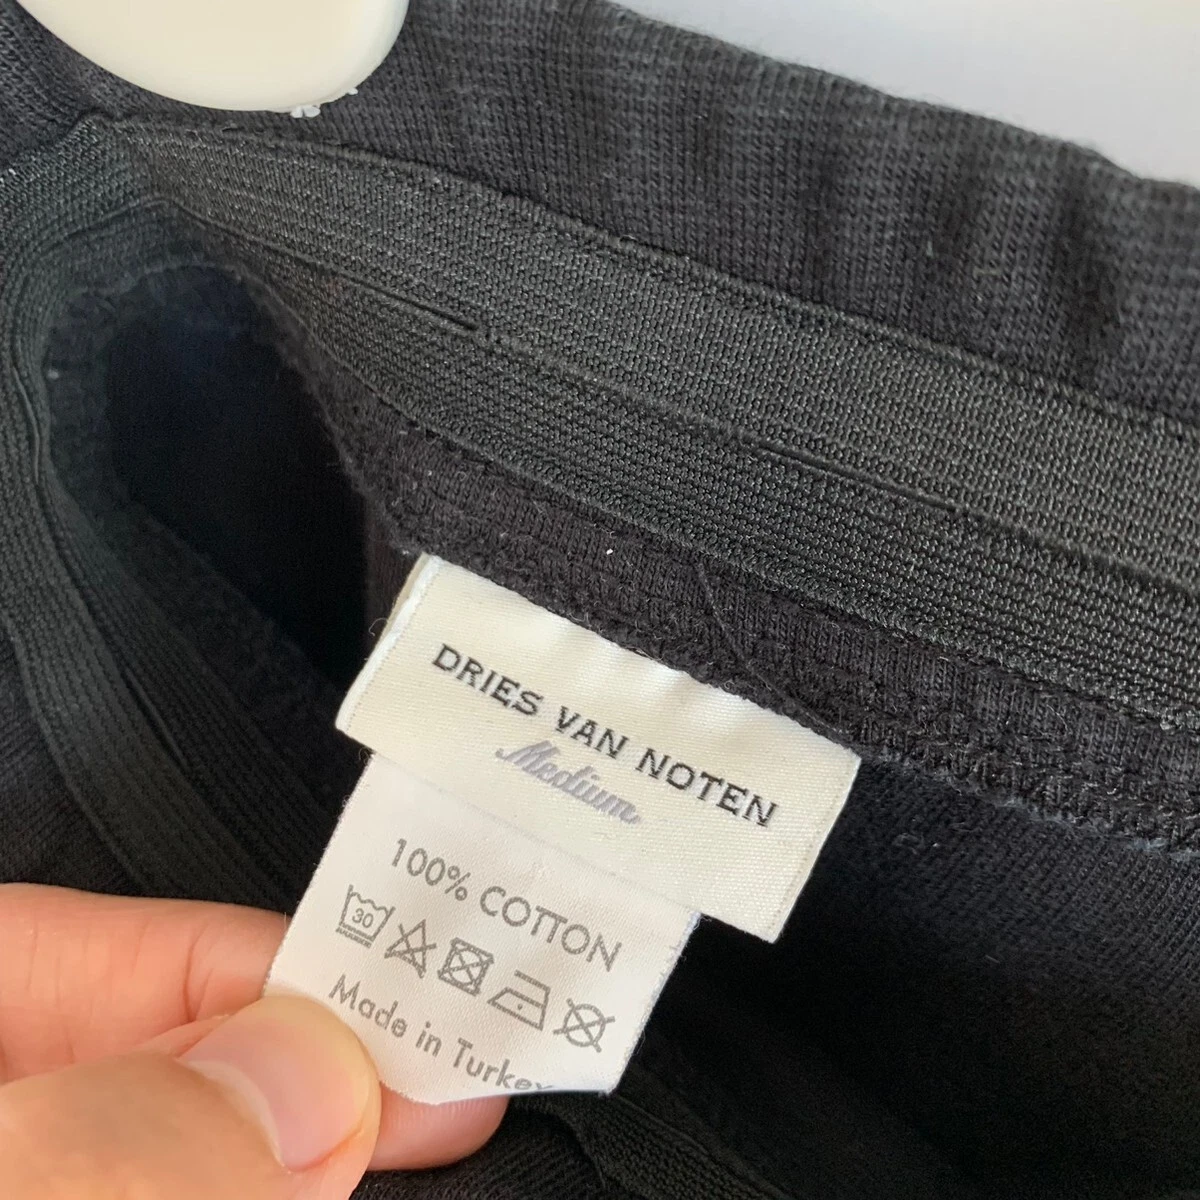 DRIES VAN NOTEN
Medium
100% COTTON
30
Made in Turkey